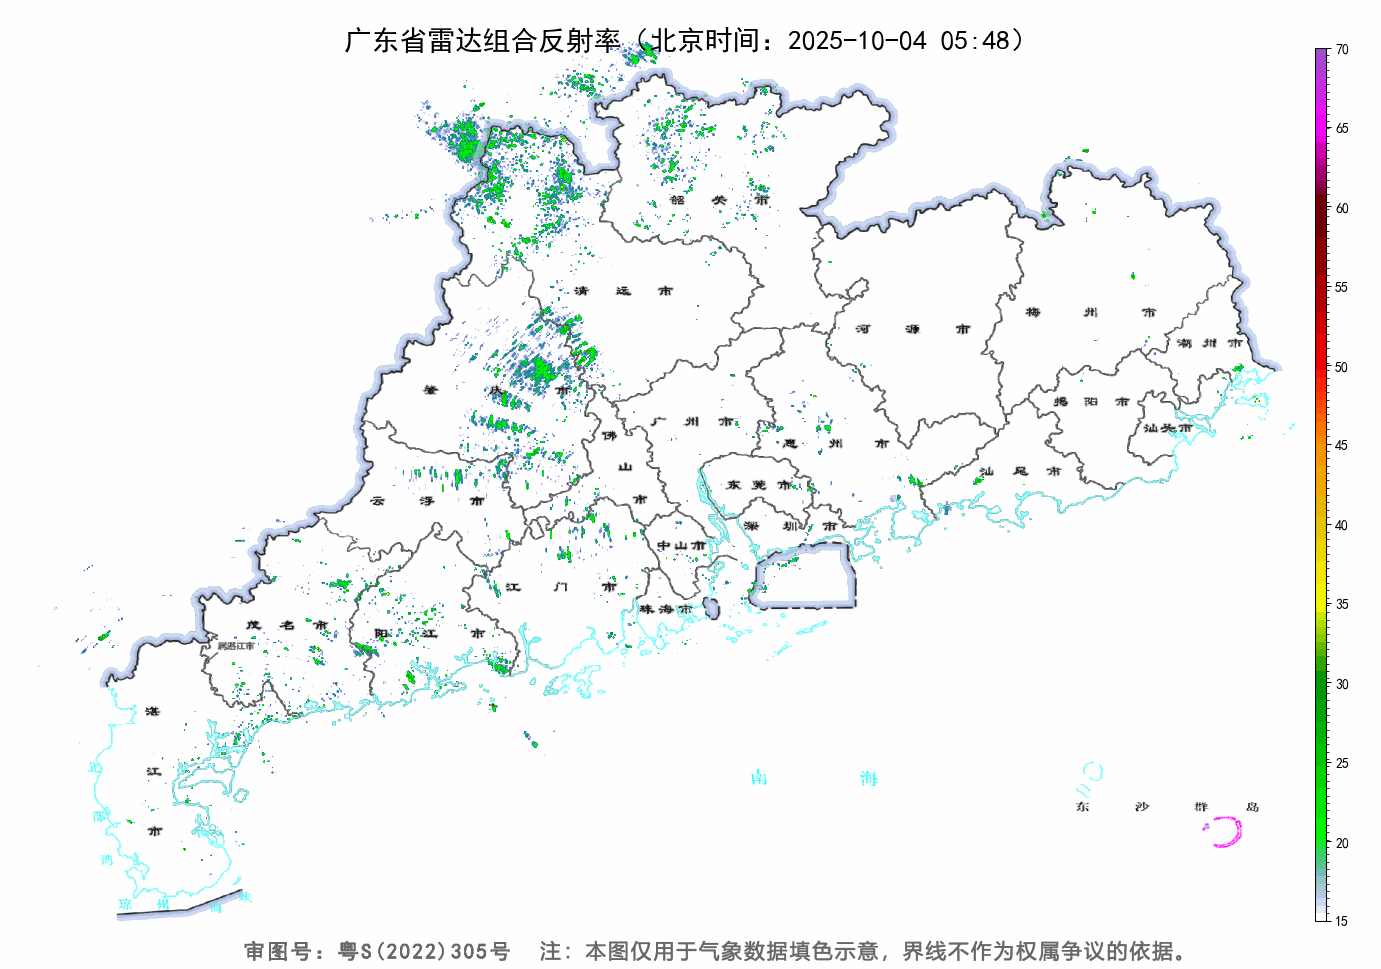 广东省雷达组合反射率（北京时间：2025-10-04 05:48）
70
65
60
55
50
45
40
35
30
25
20
15
韶关市
清远市
河源市
梅州市
潮州市
肇庆市
广州市
佛山市
惠州市
揭阳市
汕头市
汕尾市
东莞市
云浮市
深圳市
中山市
江门市
珠海市
茂名市
阳江市
属湛江市
湛江市
北部湾
琼州海峡
南海
东沙群岛
审图号：粤S(2022)305号 注：本图仅用于气象数据填色示意，界线不作为权属争议的依据。